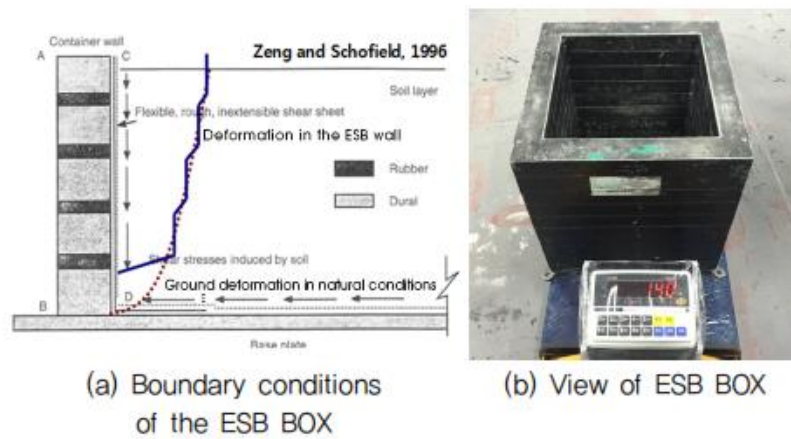 Container wall
A
C
Zeng and Schofield, 1996
Soil layer
Flexible, rough, inextensible shear sheet
Deformation in the ESB wall
Rubber
Dural
Shear stresses induced by soil
Ground deformation in natural conditions
D
B
Base plate
140
(a) Boundary conditions
of the ESB BOX
(b) View of ESB BOX